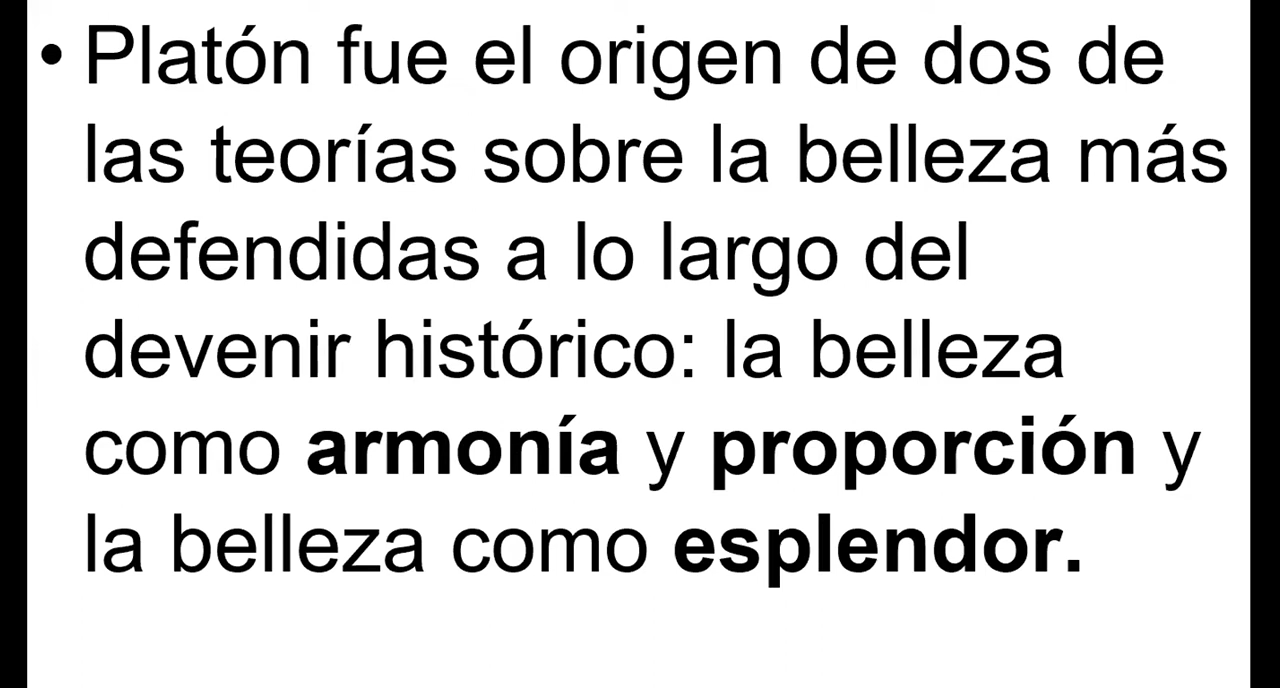 • Platón fue el origen de dos de
las teorías sobre la belleza más
defendidas a lo largo del
devenir histórico: la belleza
como armonía y proporción y
la belleza como esplendor.